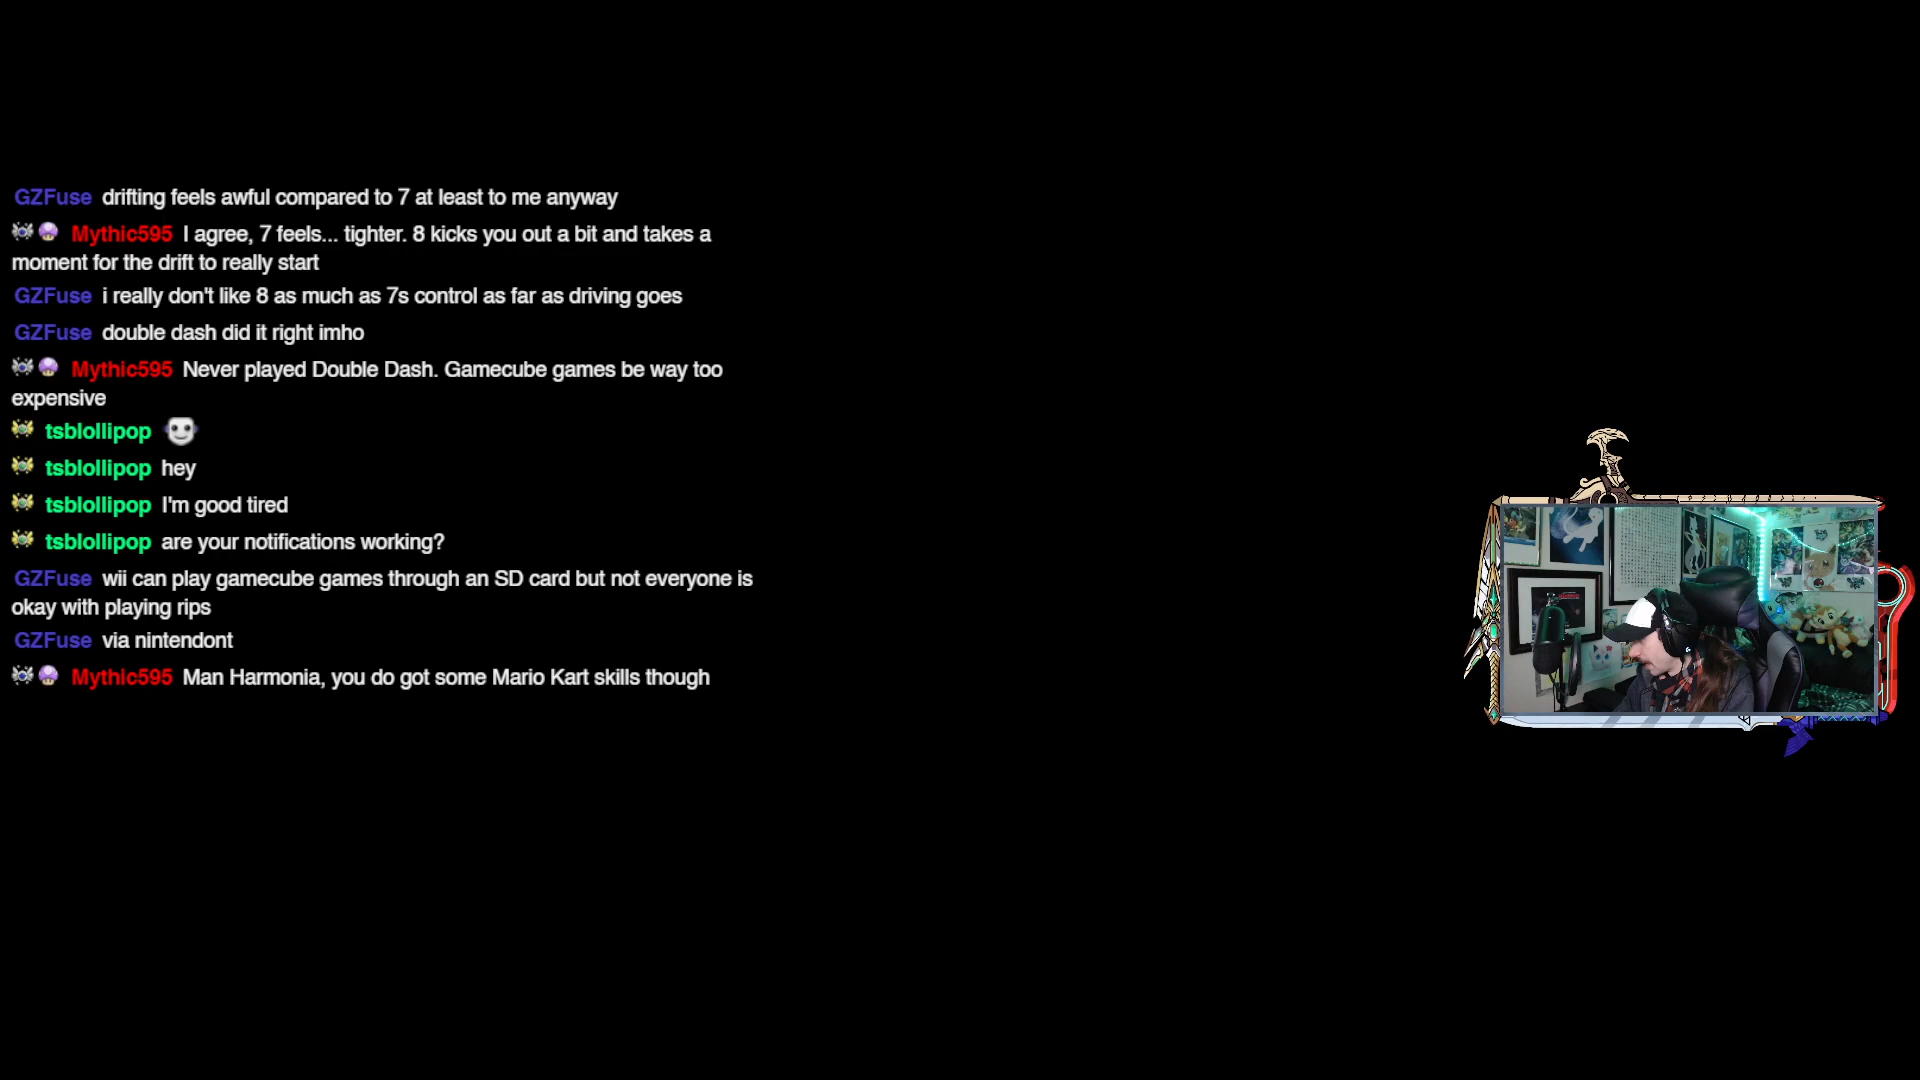 GZFuse drifting feels awful compared to 7 at least to me anyway
Mythic595 I agree, 7 feels... tighter. 8 kicks you out a bit and takes a
moment for the drift to really start
GZFuse i really don't like 8 as much as 7s control as far as driving goes
GZFuse double dash did it right imho
Mythic595 Never played Double Dash. Gamecube games be way too
expensive
tsblollipop
tsblollipop hey
tsblollipop I'm good tired
tsblollipop are your notifications working?
GZFuse wii can play gamecube games through an SD card but not everyone is
okay with playing rips
GZFuse via nintendont
Mythic595 Man Harmonia, you do got some Mario Kart skills though